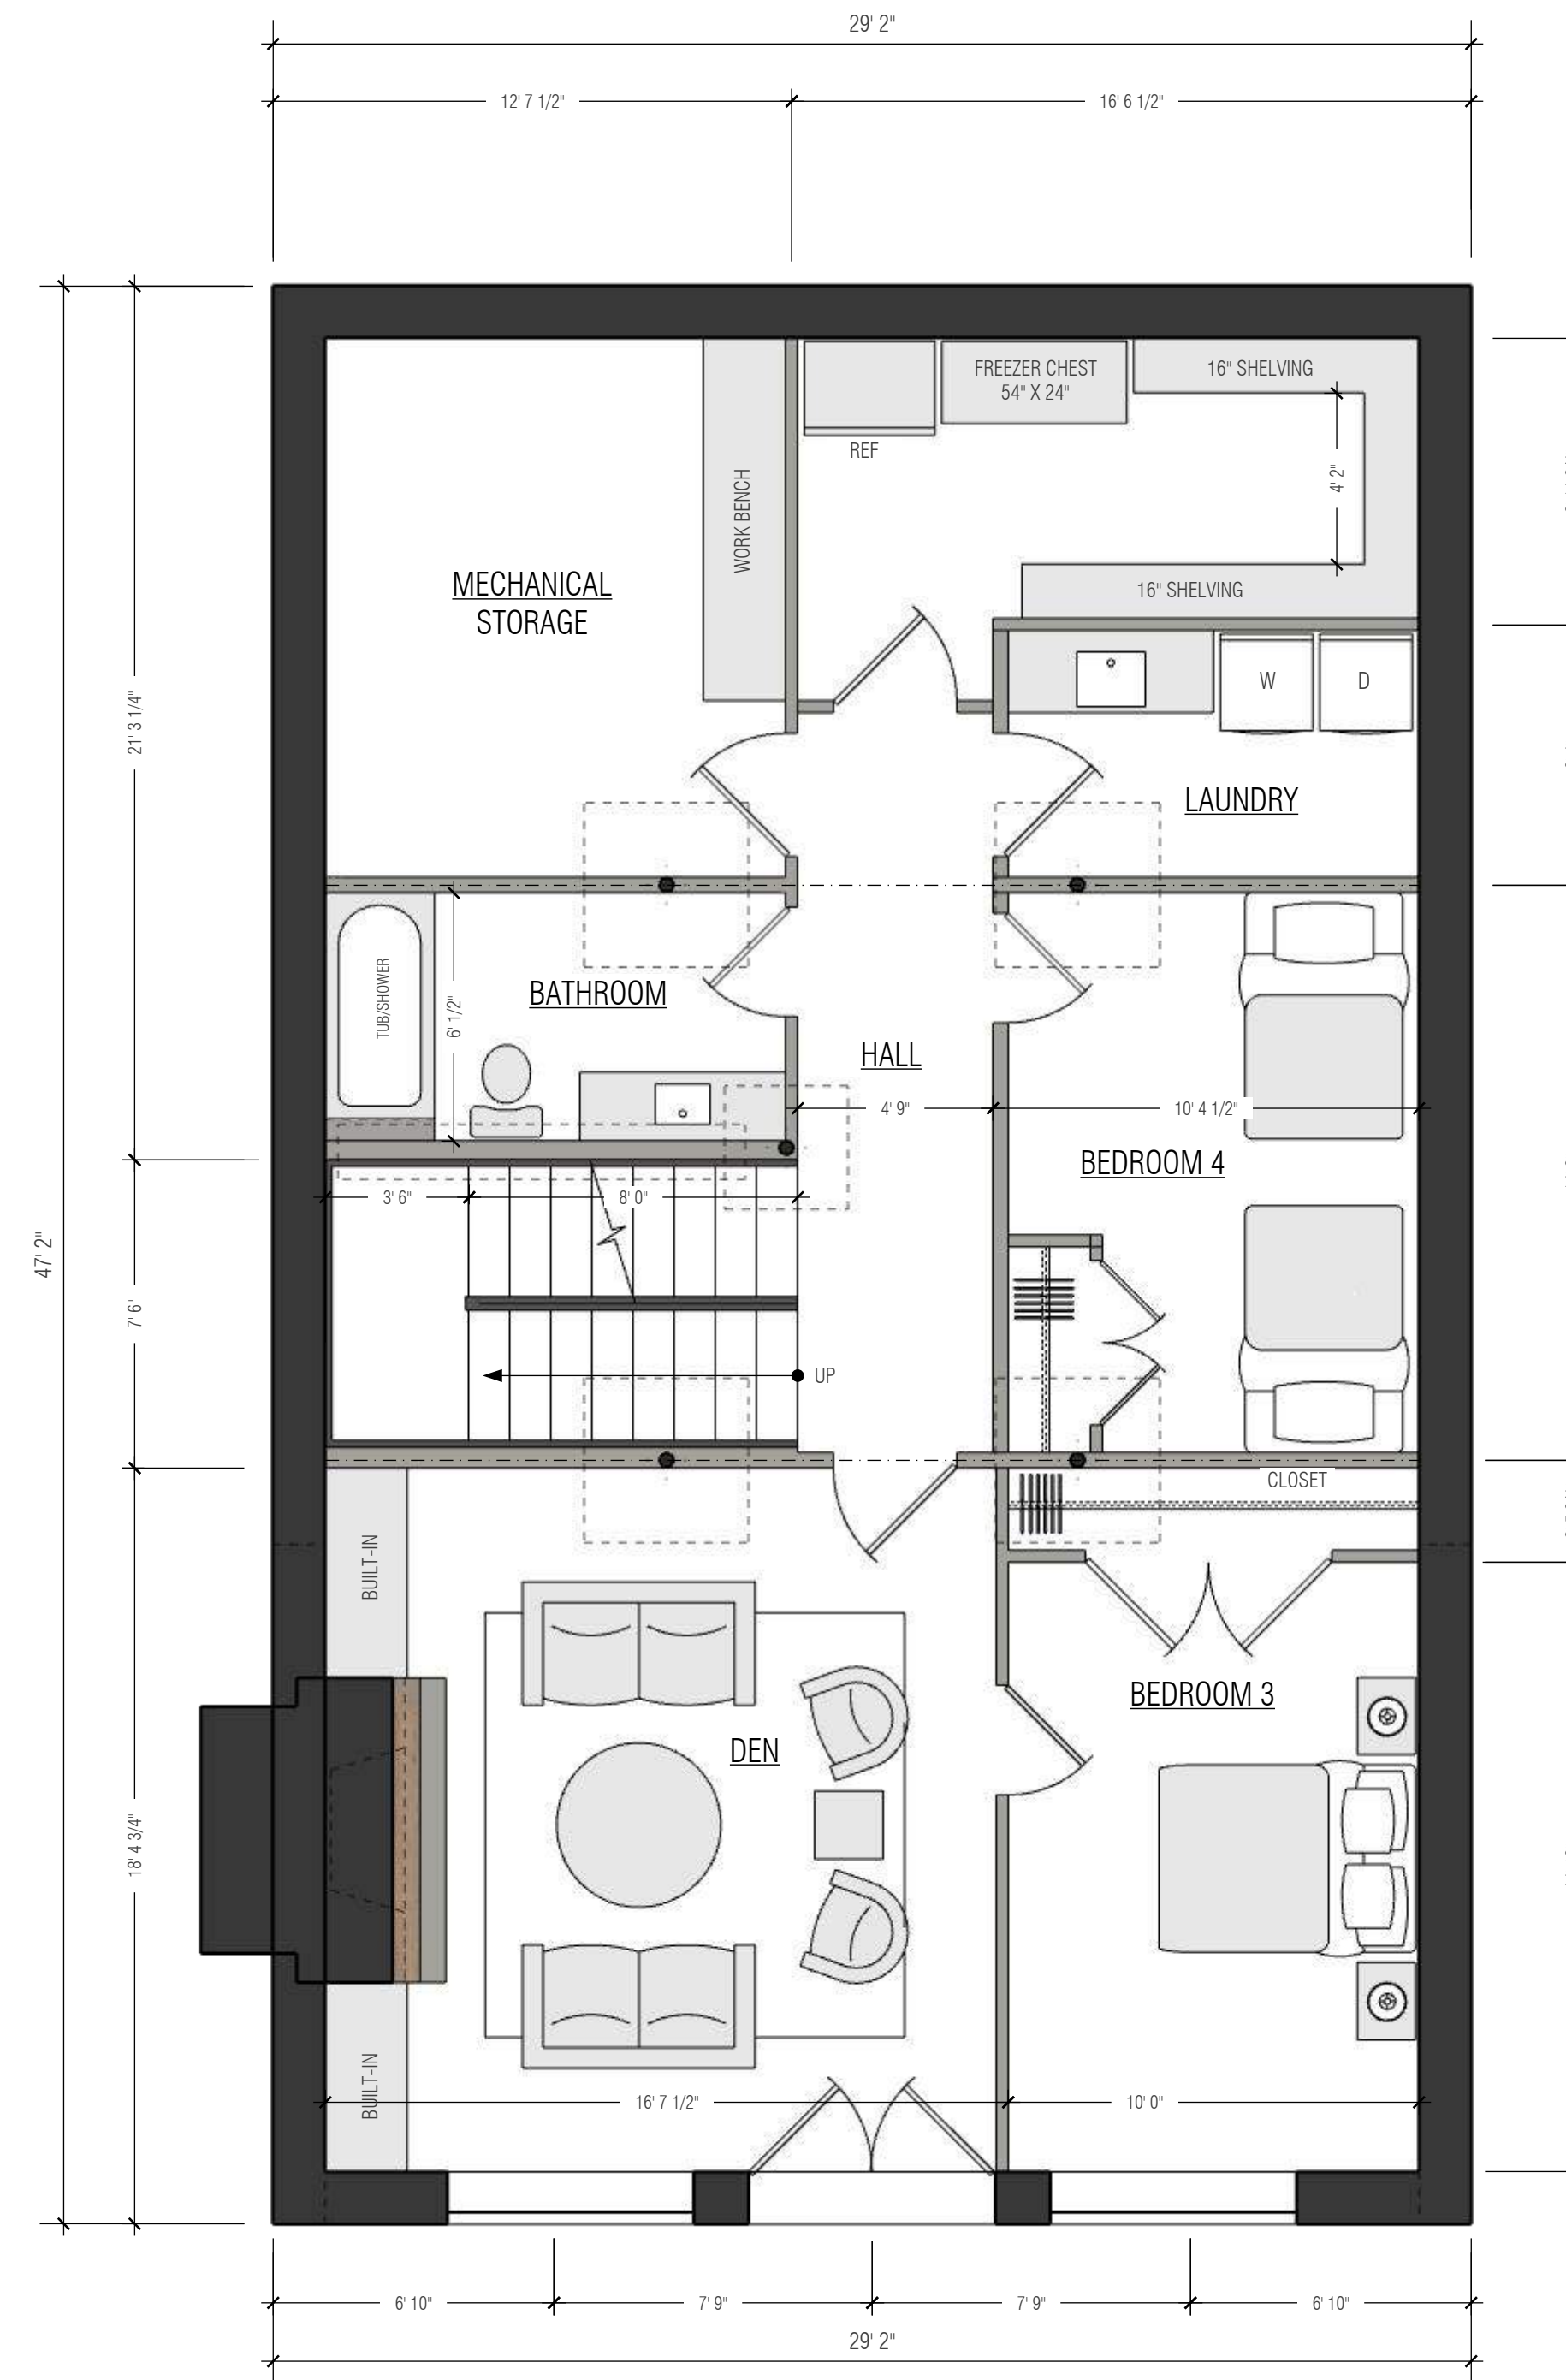 29' 2"
12' 7 1/2"
16' 6 1/2"
FREEZER CHEST
54" X 24"
16" SHELVING
REF
4' 2"
WORK BENCH
MECHANICAL
STORAGE
16" SHELVING
W
D
21' 3 1/4"
LAUNDRY
TUB/SHOWER
6' 1/2"
BATHROOM
HALL
4' 9"
10' 4 1/2"
BEDROOM 4
3' 6"
8' 0"
47' 2"
7' 6"
UP
CLOSET
BUILT-IN
BEDROOM 3
DEN
18' 4 3/4"
BUILT-IN
16' 7 1/2"
10' 0"
6' 10"
7' 9"
7' 9"
6' 10"
29' 2"